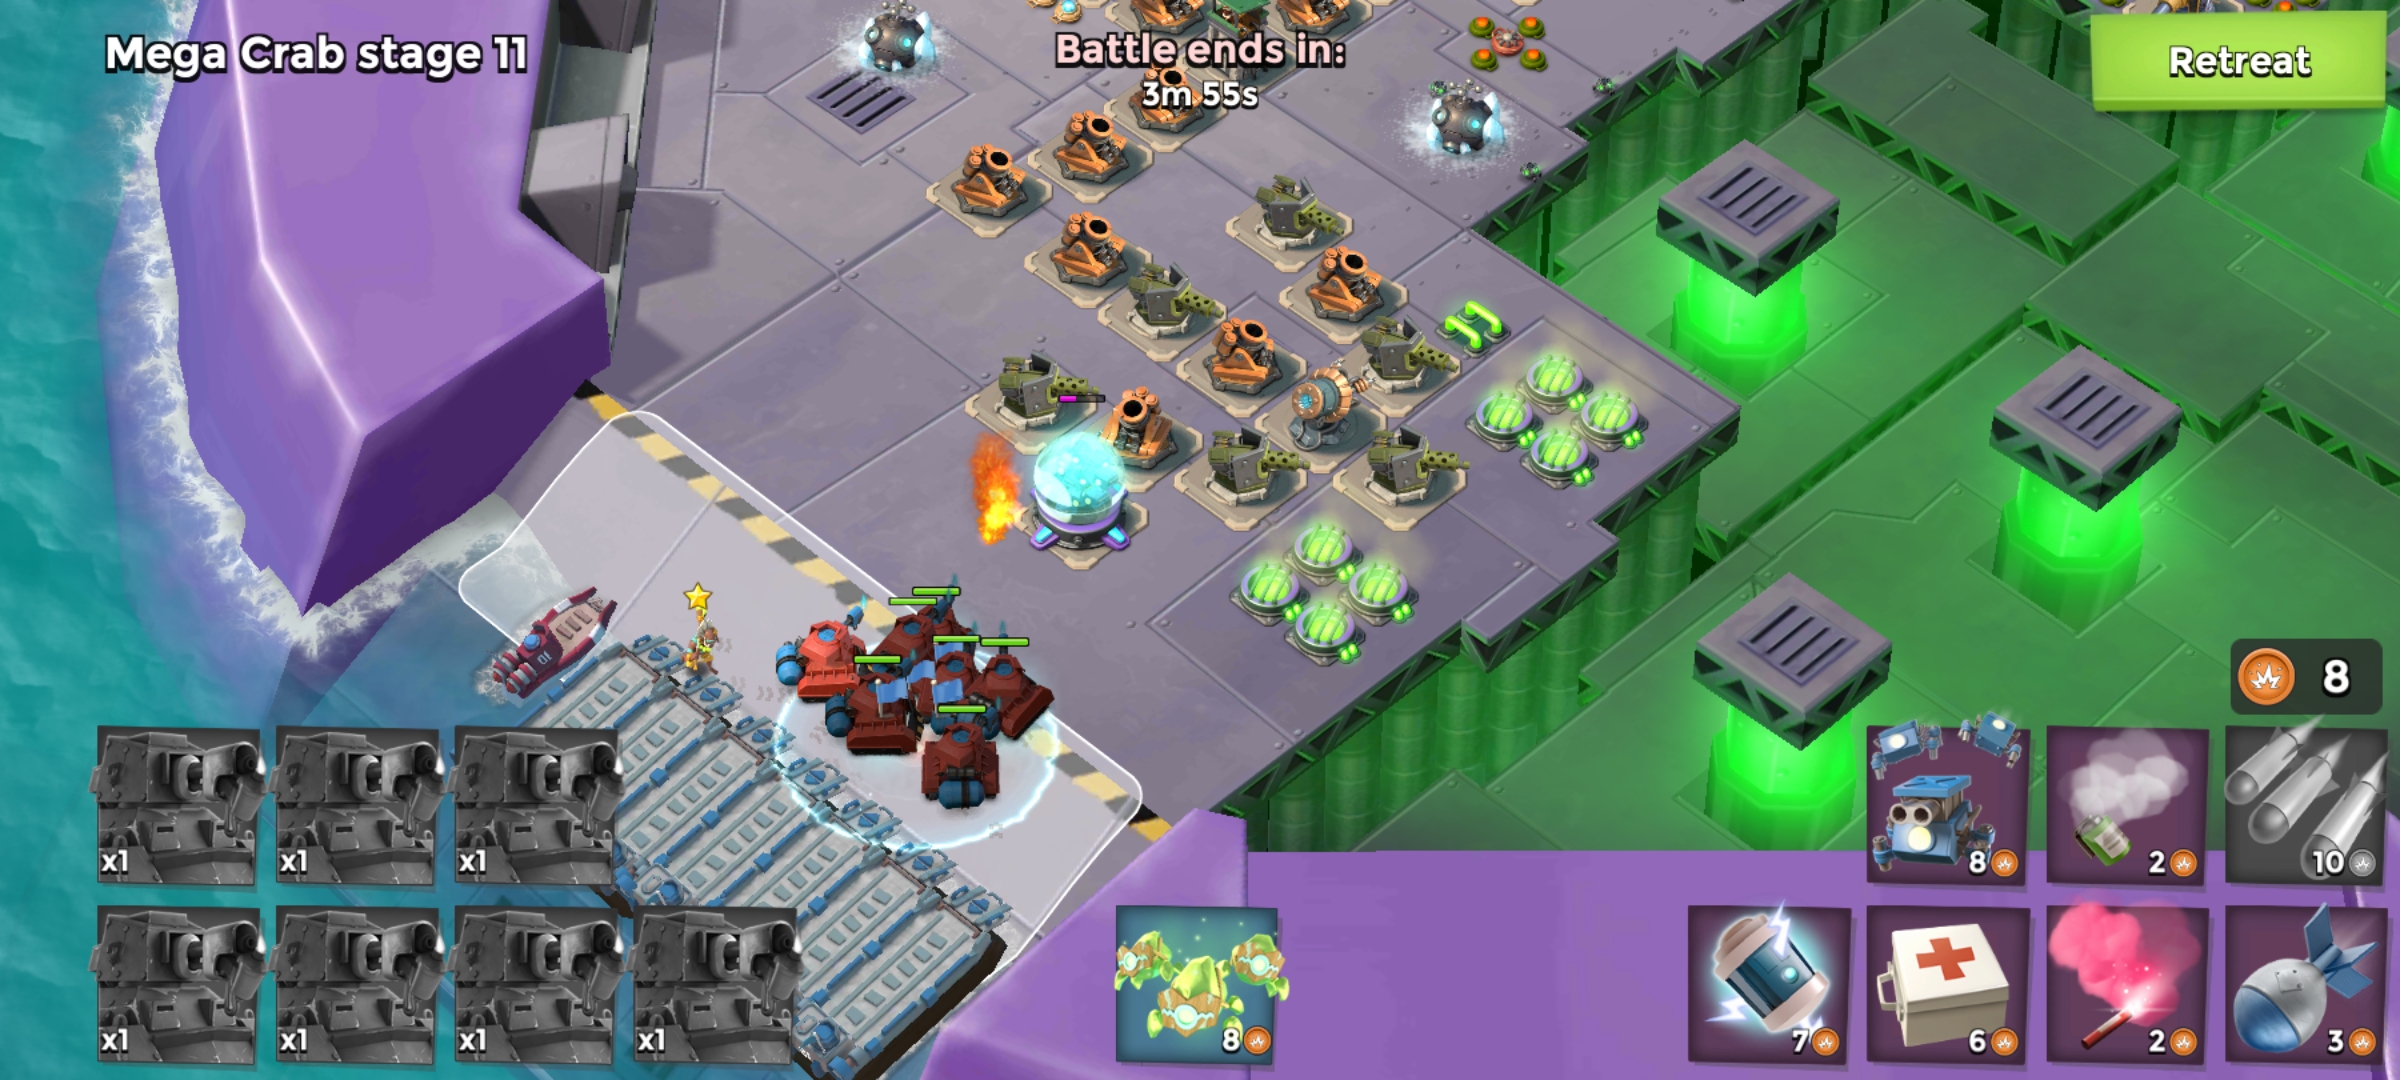 Mega Crab stage 11
Battle ends in:
3m 55s
Retreat
8
x1 x1 x1
8 2 10
x1 x1 x1 x1
8 7 6 2 3